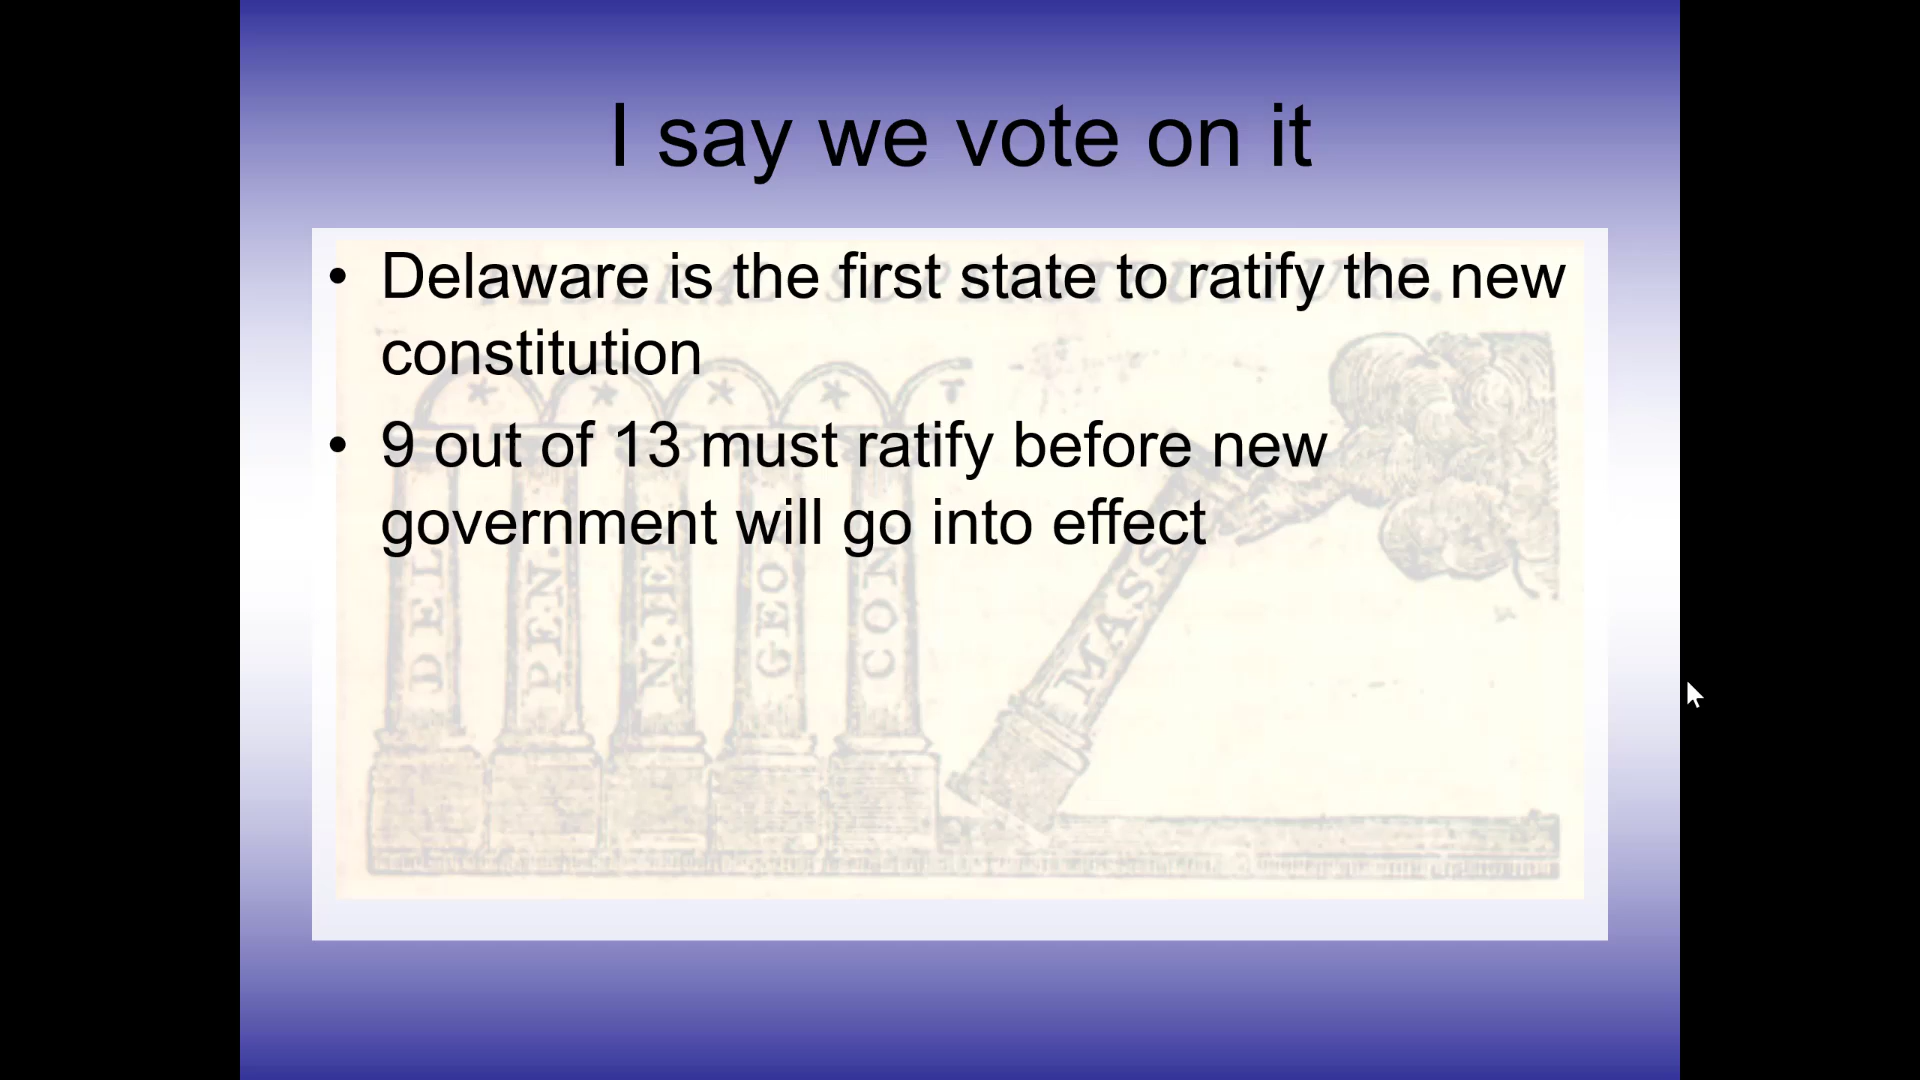 I say we vote on it
• Delaware is the first state to ratify the new
constitution
• 9 out of 13 must ratify before new
government will go into effect
DEL
PEN.
N.JE
GEO
CON
MASS